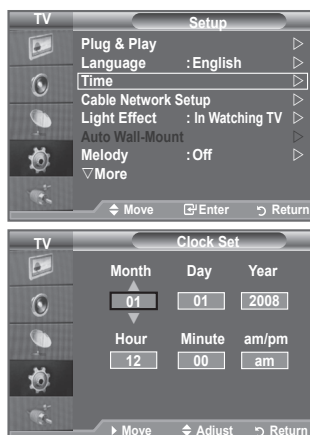 TV Setup
Plug & Play
Language : English
Time
Cable Network Setup
Light Effect : In Watching TV
Auto Wall-Mount
Melody : Off
▽More
Move Enter Return
TV Clock Set
Month Day Year
01 01 2008
Hour Minute am/pm
12 00 am
Move Adjust Return